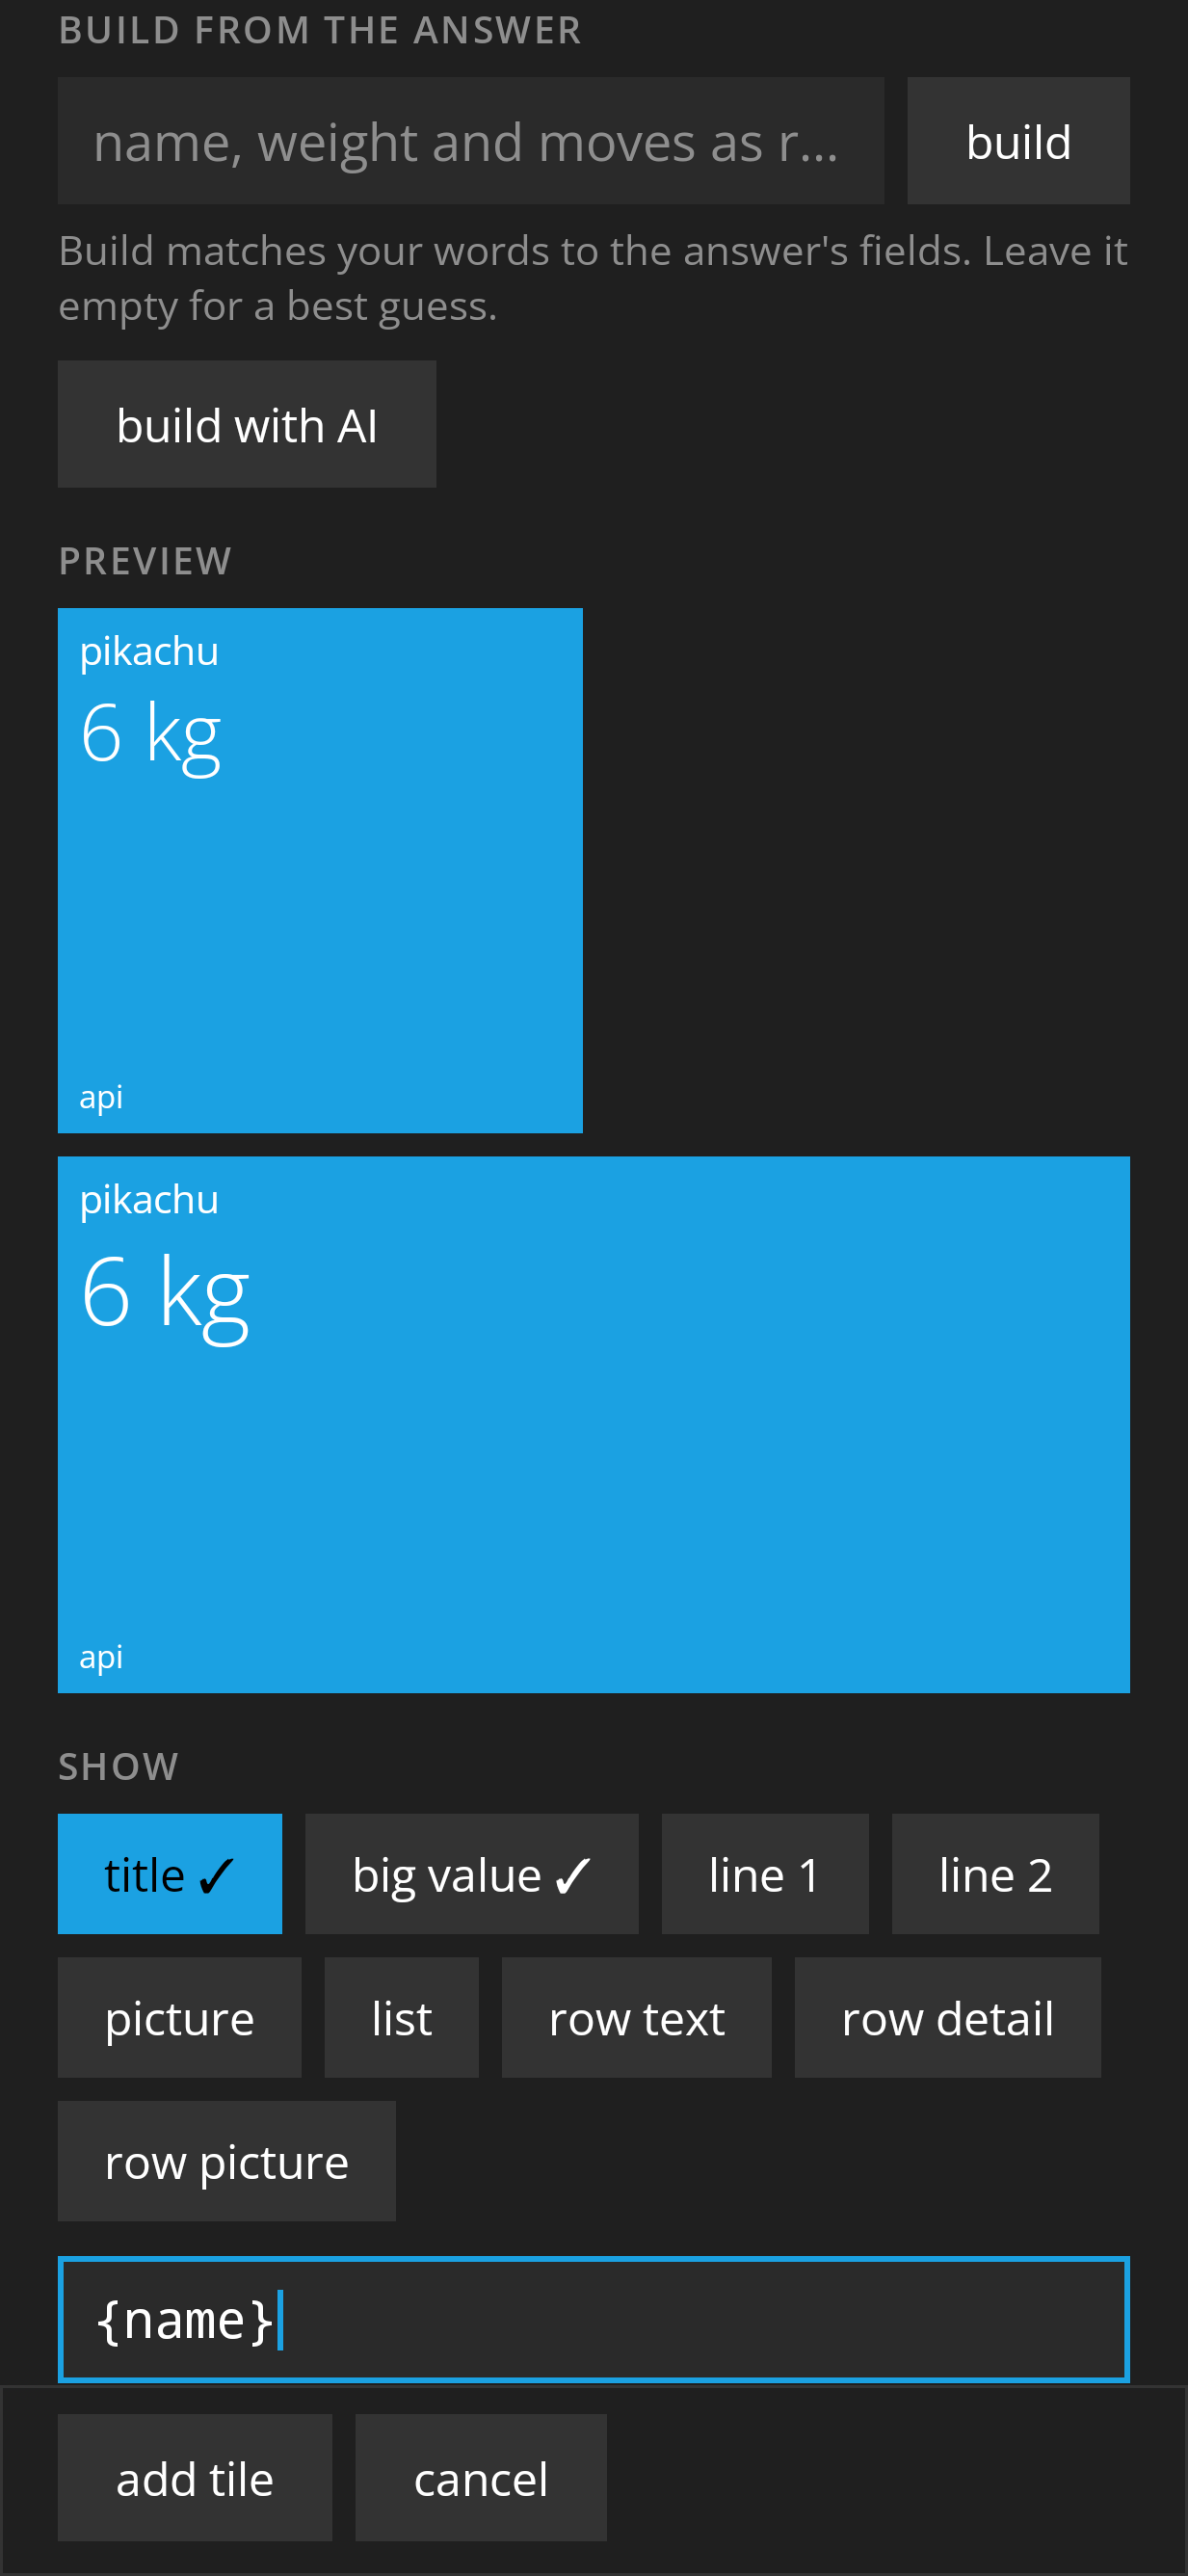 BUILD FROM THE ANSWER
name, weight and moves as r...
build
Build matches your words to the answer's fields. Leave it
empty for a best guess.
build with AI
PREVIEW
pikachu
6 kg
api
pikachu
6 kg
api
SHOW
title ✓
big value ✓
line 1
line 2
picture
list
row text
row detail
row picture
{name}
add tile
cancel